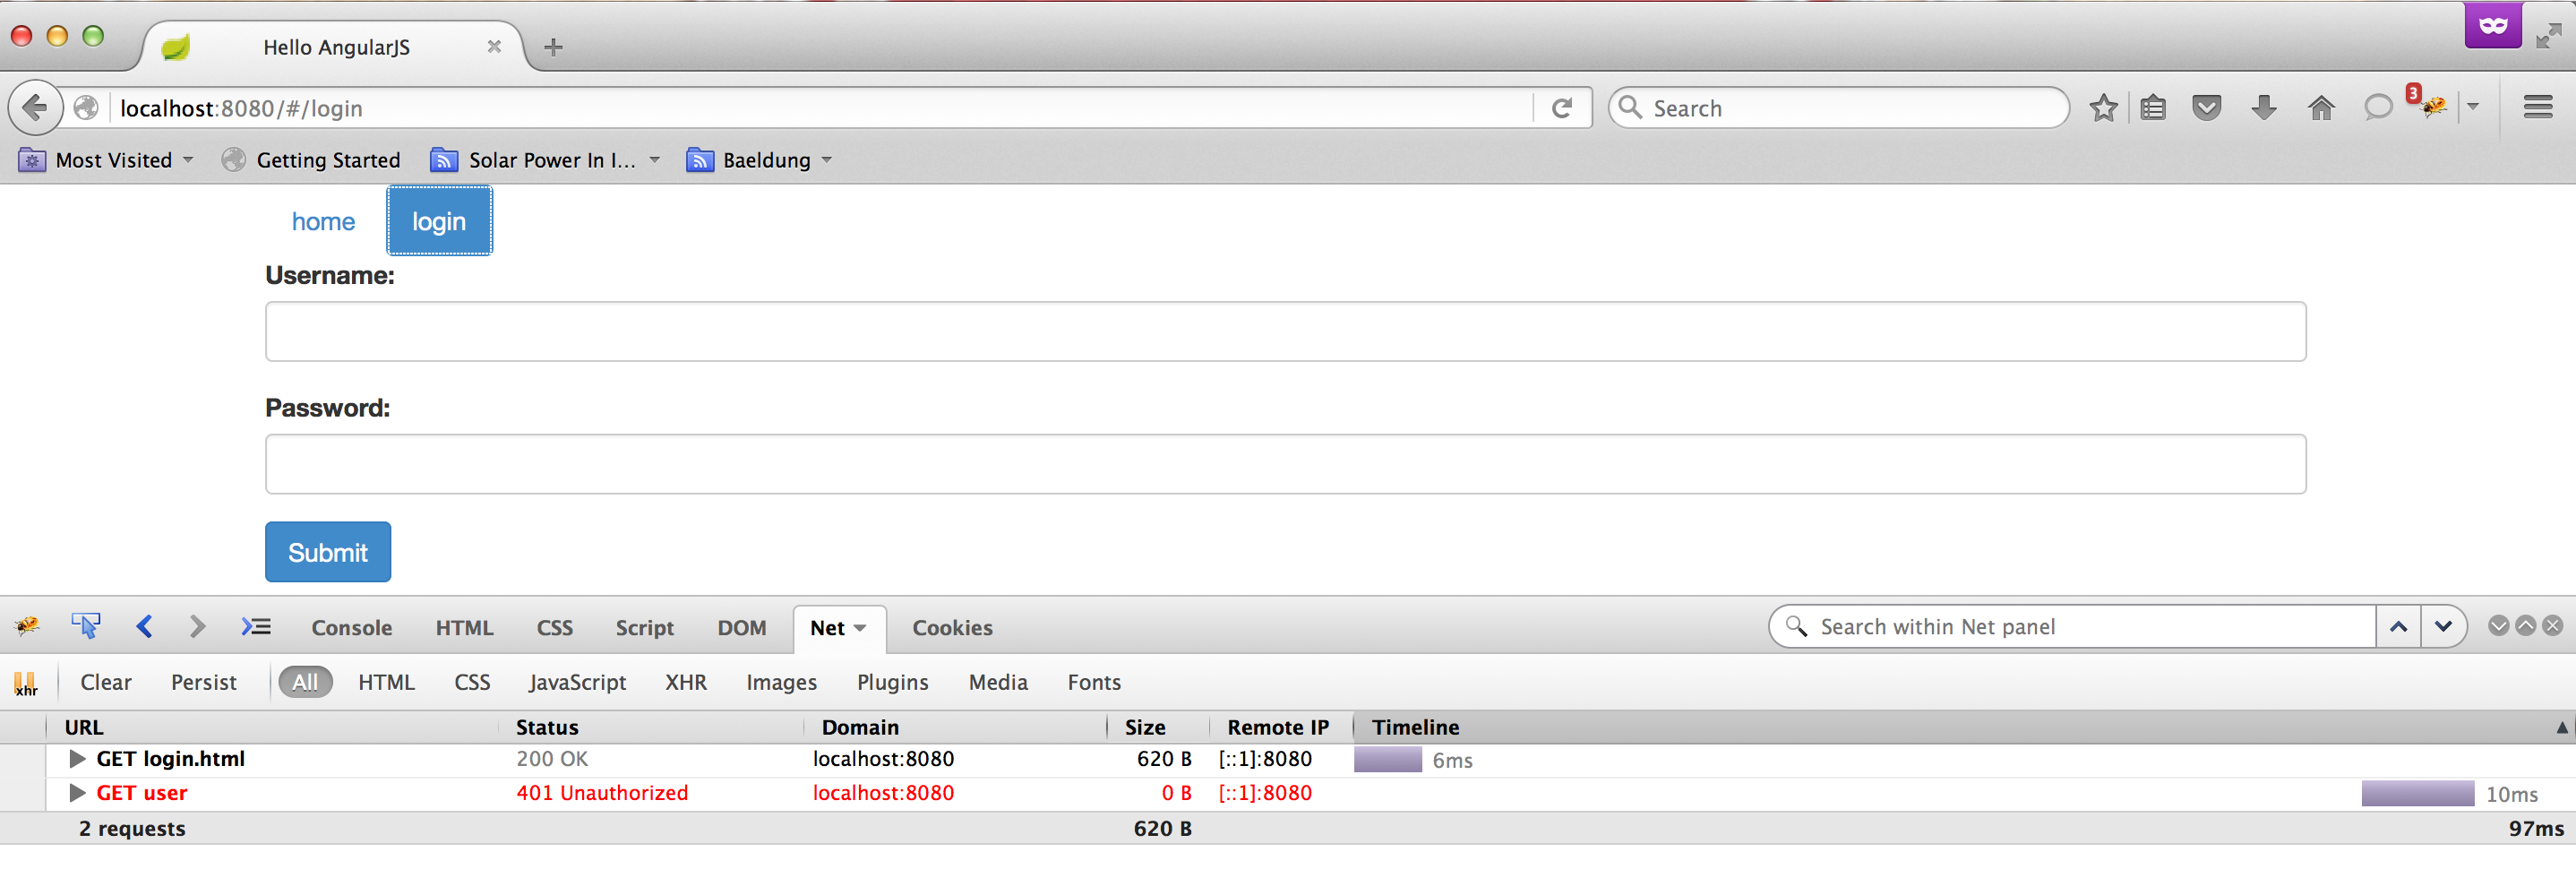 Hello AngularJS
localhost:8080/#/login
Search
3
Most Visited
Getting Started
Solar Power In I...
Baeldung
home
login
Username:
Password:
Submit
Console HTML CSS Script DOM Net Cookies
Search within Net panel
xhr Clear Persist All HTML CSS JavaScript XHR Images Plugins Media Fonts
URL Status Domain Size Remote IP Timeline
GET login.html 200 OK localhost:8080 620 B [::1]:8080 6ms
GET user 401 Unauthorized localhost:8080 0 B [::1]:8080 10ms
2 requests 620 B 97ms